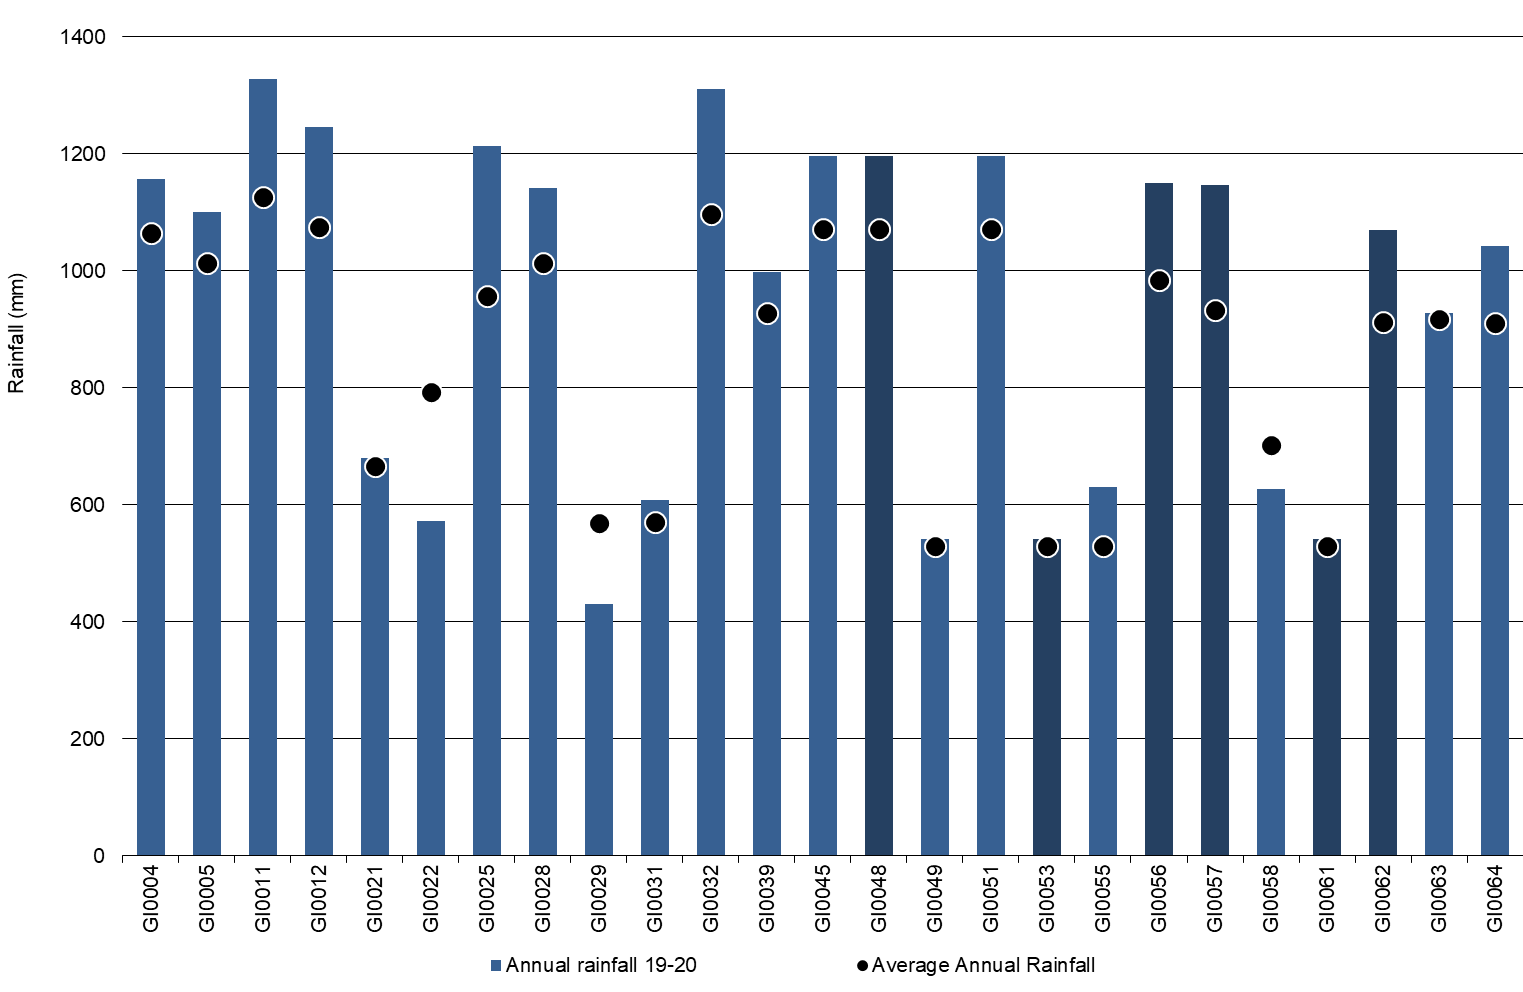 1400
1200
1000
800
600
400
200
0
Rainfall (mm)
GI0004
GI0005
GI0011
GI0012
GI0021
GI0022
GI0025
GI0028
GI0029
GI0031
GI0032
GI0039
GI0045
GI0048
GI0049
GI0051
GI0053
GI0055
GI0056
GI0057
GI0058
GI0061
GI0062
GI0063
GI0064
Annual rainfall 19-20
Average Annual Rainfall